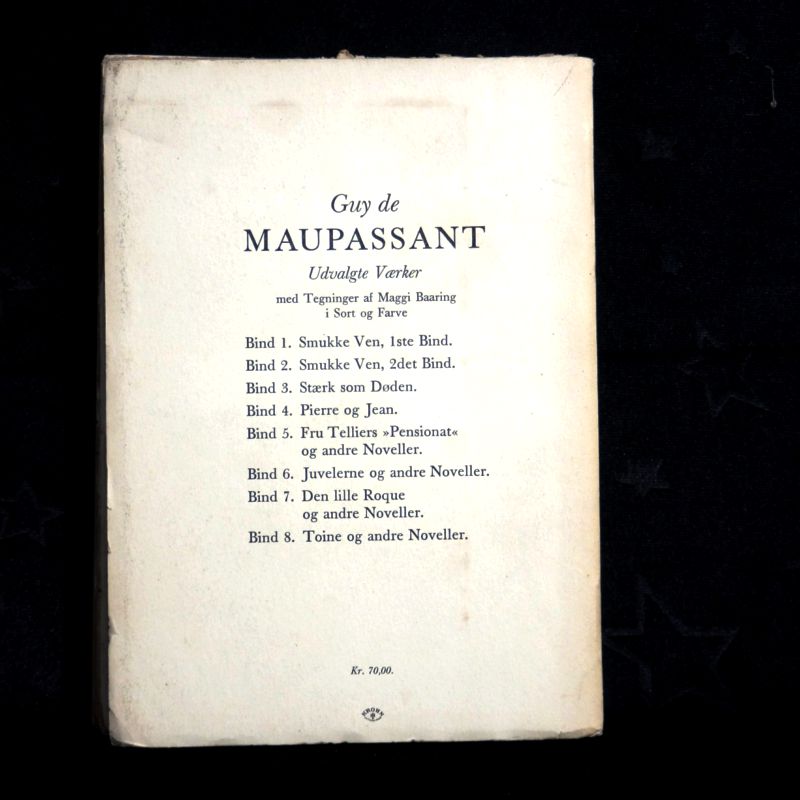 Guy de
MAUPASSANT
Udvalgte Værker
med Tegninger af Maggi Baaring
i Sort og Farve
Bind 1. Smukke Ven, 1ste Bind.
Bind 2. Smukke Ven, 2det Bind.
Bind 3. Stærk som Døden.
Bind 4. Pierre og Jean.
Bind 5. Fru Telliers »Pensionat«
og andre Noveller.
Bind 6. Juvelerne og andre Noveller.
Bind 7. Den lille Roque
og andre Noveller.
Bind 8. Toine og andre Noveller.
Kr. 70,00.